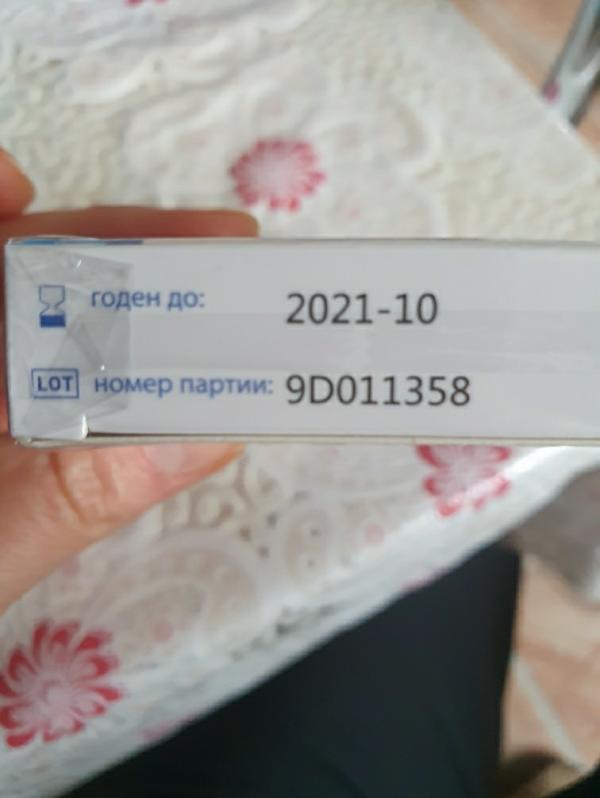 годен до: 2021-10
LOT номер партии: 9D011358